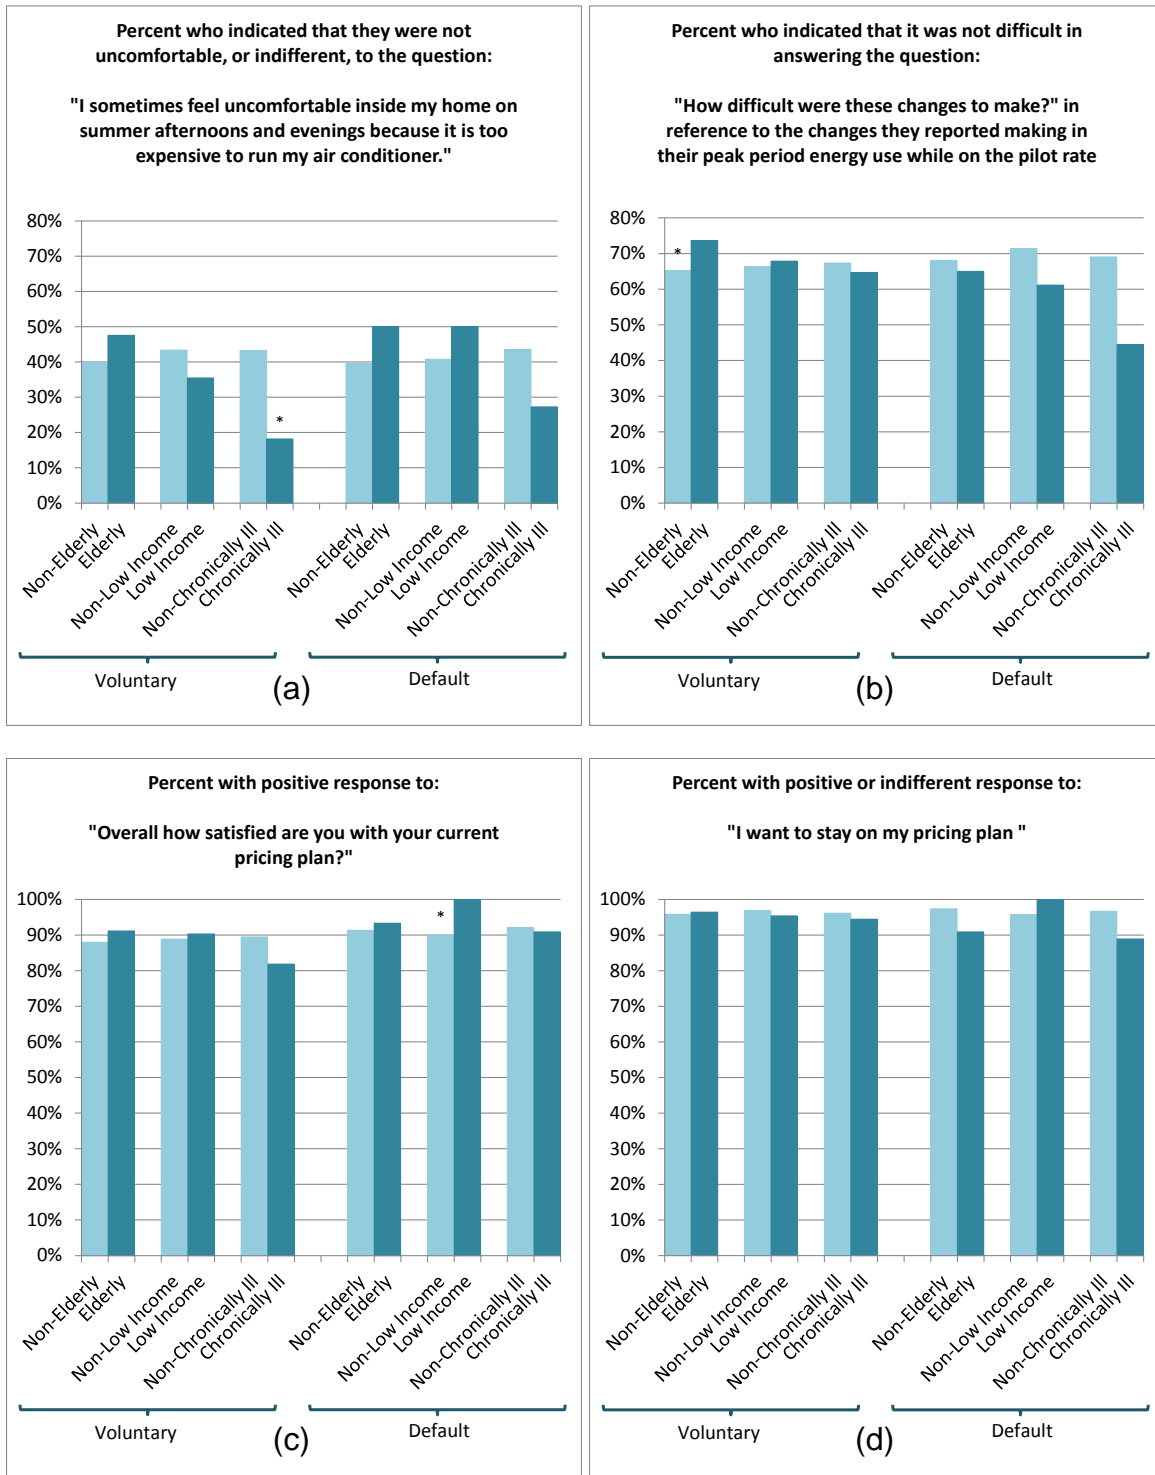 Percent who indicated that they were not
uncomfortable, or indifferent, to the question:
"I sometimes feel uncomfortable inside my home on
summer afternoons and evenings because it is too
expensive to run my air conditioner."
80%
70%
60%
50%
40%
30%
20%
10%
0%
*
Non-Elderly
Elderly
Non-Low Income
Low Income
Non-Chronically Ill
Chronically Ill
Non-Elderly
Elderly
Non-Low Income
Low Income
Non-Chronically Ill
Chronically Ill
Voluntary
Default
(a)
Percent who indicated that it was not difficult in
answering the question:
"How difficult were these changes to make?" in
reference to the changes they reported making in
their peak period energy use while on the pilot rate
80%
70%
60%
50%
40%
30%
20%
10%
0%
*
Non-Elderly
Elderly
Non-Low Income
Low Income
Non-Chronically Ill
Chronically Ill
Non-Elderly
Elderly
Non-Low Income
Low Income
Non-Chronically Ill
Chronically Ill
Voluntary
Default
(b)
Percent with positive response to:
"Overall how satisfied are you with your current
pricing plan?"
100%
90%
80%
70%
60%
50%
40%
30%
20%
10%
0%
*
Non-Elderly
Elderly
Non-Low Income
Low Income
Non-Chronically Ill
Chronically Ill
Non-Elderly
Elderly
Non-Low Income
Low Income
Non-Chronically Ill
Chronically Ill
Voluntary
Default
(c)
Percent with positive or indifferent response to:
"I want to stay on my pricing plan "
100%
90%
80%
70%
60%
50%
40%
30%
20%
10%
0%
Non-Elderly
Elderly
Non-Low Income
Low Income
Non-Chronically Ill
Chronically Ill
Non-Elderly
Elderly
Non-Low Income
Low Income
Non-Chronically Ill
Chronically Ill
Voluntary
Default
(d)